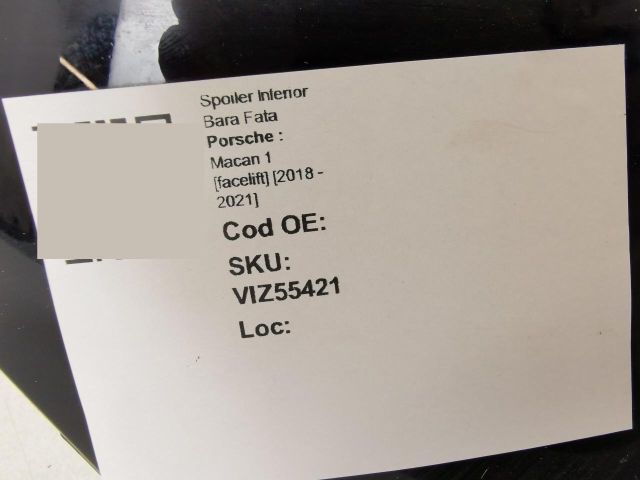 Spoiler Inferior
Bara Fata
Porsche :
Macan 1
[facelift] [2018 -
2021]
Cod OE:
SKU:
VIZ55421
Loc: